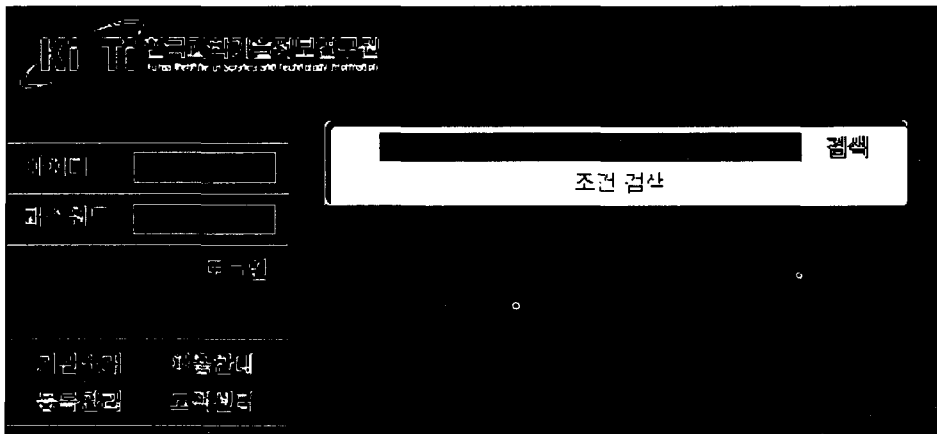 한국과학기술정보연구원
Korea Institute of Science and Technology Information
검색
조건 검색
아이디
패스워드
로그인
기관소개 이용안내
등록관리 고객센터